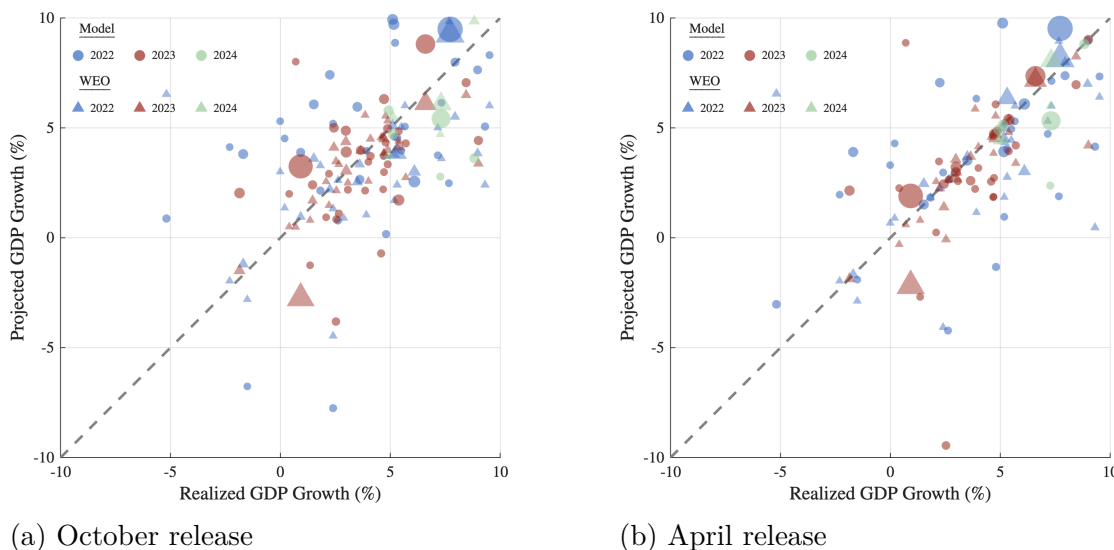 Model
2022 2023 2024
WEO
2022 2023 2024
10
5
0
-5
-10
-10 -5 0 5 10
Projected GDP Growth (%)
Realized GDP Growth (%)
(a) October release
Model
2022 2023 2024
WEO
2022 2023 2024
10
5
0
-5
-10
-10 -5 0 5 10
Projected GDP Growth (%)
Realized GDP Growth (%)
(b) April release